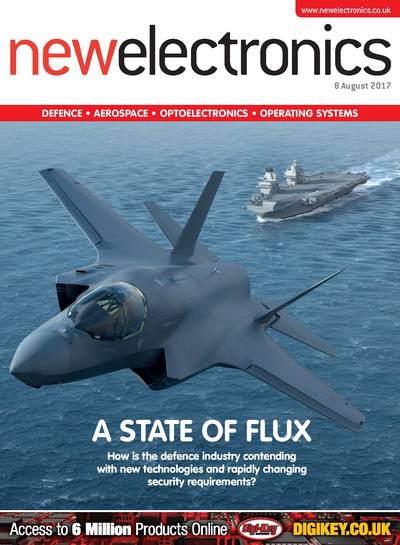 www.newelectronics.co.uk
newelectronics
8 August 2017
DEFENCE • AEROSPACE • OPTOELECTRONICS • OPERATING SYSTEMS
A STATE OF FLUX
How is the defence industry contending
with new technologies and rapidly changing
security requirements?
Access to 6 Million Products Online Digi-Key DIGIKEY.CO.UK